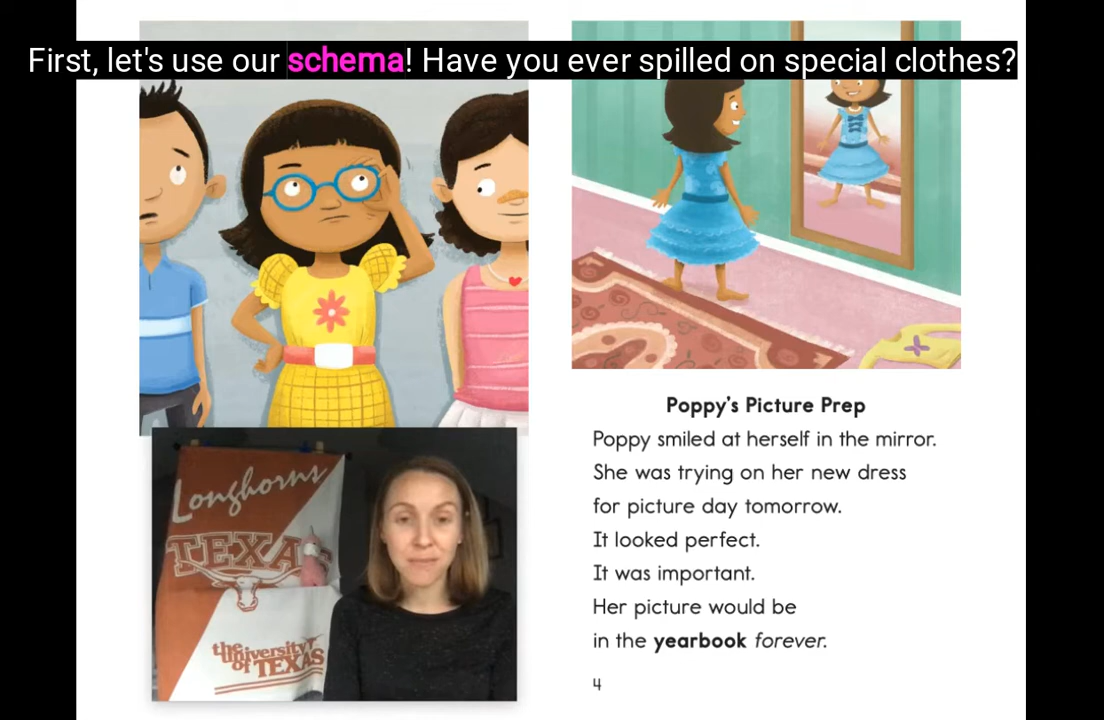 First, let's use our schema! Have you ever spilled on special clothes?
Longhorns
TEXAS
the University
of TEXAS
Poppy's Picture Prep
Poppy smiled at herself in the mirror.
She was trying on her new dress
for picture day tomorrow.
It looked perfect.
It was important.
Her picture would be
in the yearbook forever.
4